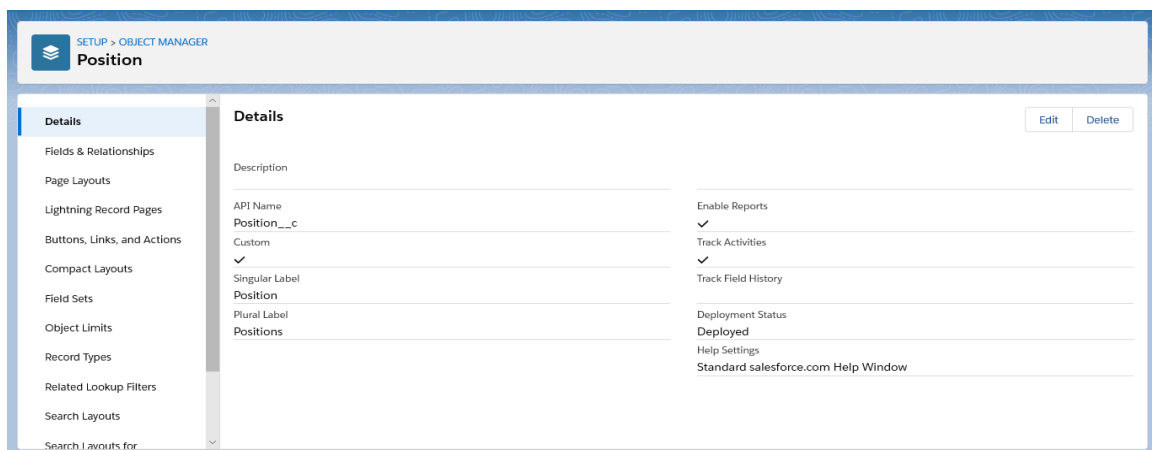 SETUP > OBJECT MANAGER
Position
Details
Fields & Relationships
Page Layouts
Lightning Record Pages
Buttons, Links, and Actions
Compact Layouts
Field Sets
Object Limits
Record Types
Related Lookup Filters
Search Layouts
Search Layouts for
Details
Edit
Delete
Description
API Name
Position__c
Custom
Singular Label
Position
Plural Label
Positions
Enable Reports
Track Activities
Track Field History
Deployment Status
Deployed
Help Settings
Standard salesforce.com Help Window